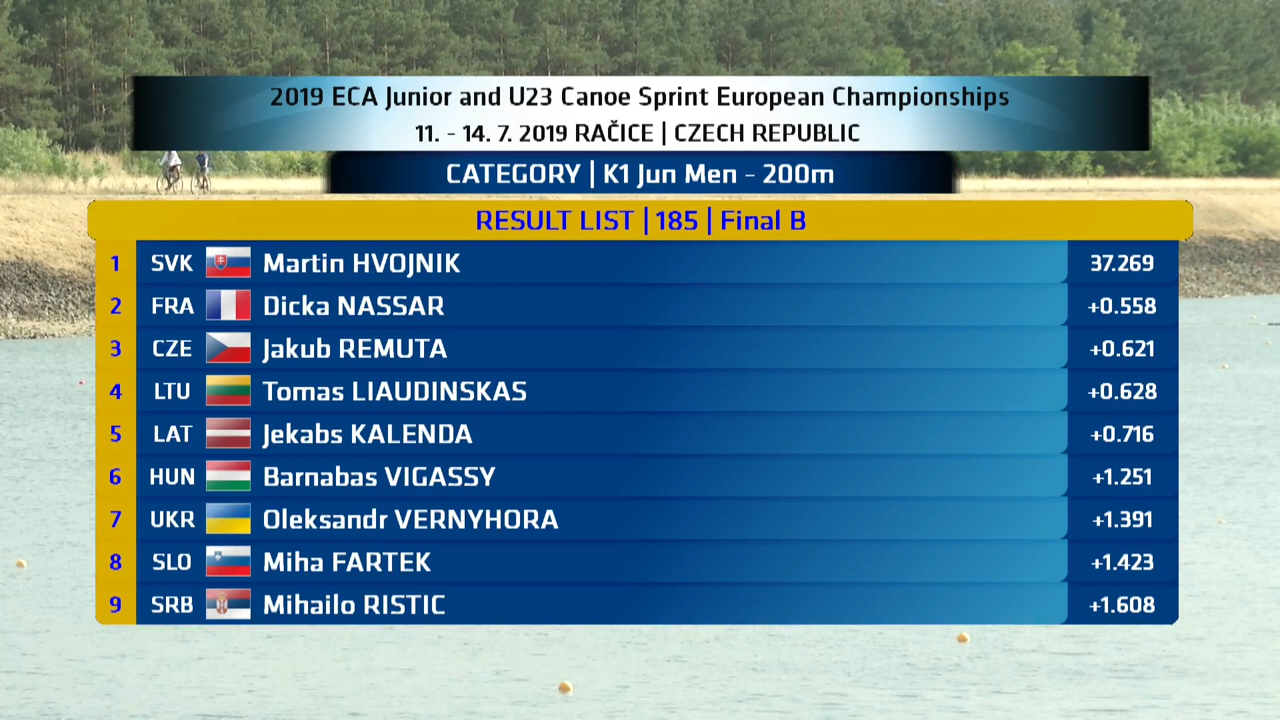 2019 ECA Junior and U23 Canoe Sprint European Championships
11. - 14. 7. 2019 RAČICE | CZECH REPUBLIC
CATEGORY | K1 Jun Men - 200m
RESULT LIST | 185 | Final B
1 SVK Martin HVOJNIK 37.269
2 FRA Dicka NASSAR +0.558
3 CZE Jakub REMUTA +0.621
4 LTU Tomas LIAUDINSKAS +0.628
5 LAT Jekabs KALENDA +0.716
6 HUN Barnabas VIGASSY +1.251
7 UKR Oleksandr VERNYHORA +1.391
8 SLO Miha FARTEK +1.423
9 SRB Mihailo RISTIC +1.608